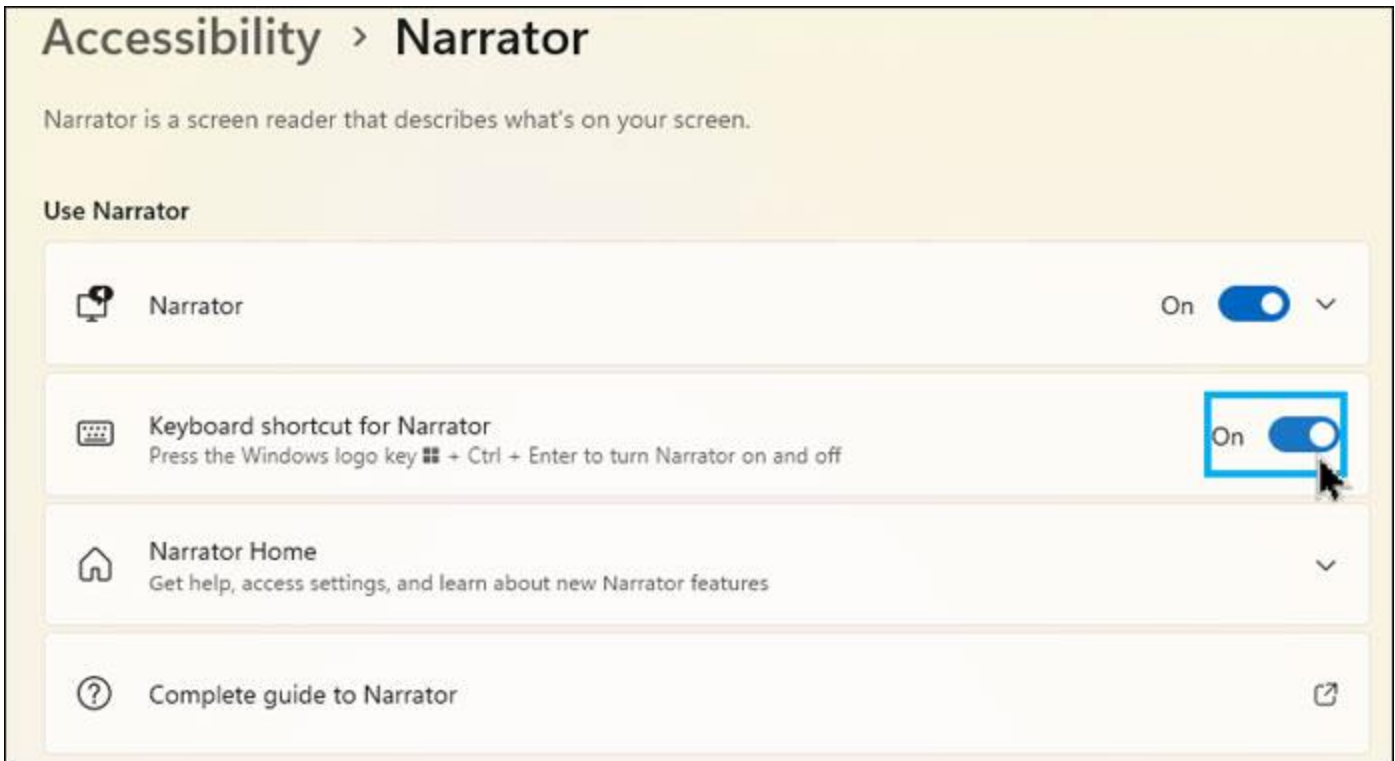 Accessibility > Narrator
Narrator is a screen reader that describes what's on your screen.
Use Narrator
Narrator
On
Keyboard shortcut for Narrator
Press the Windows logo key + Ctrl + Enter to turn Narrator on and off
On
Narrator Home
Get help, access settings, and learn about new Narrator features
Complete guide to Narrator